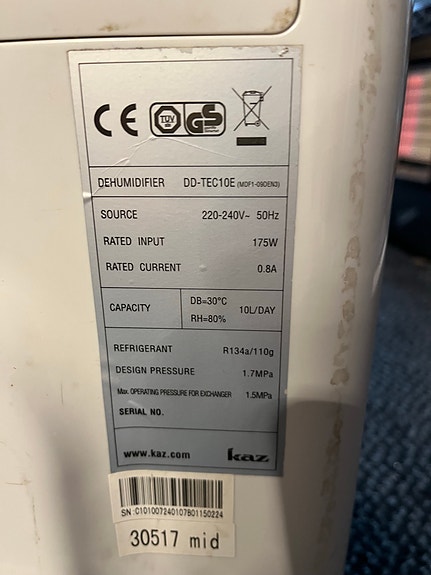 CE TÜV GS
DEHUMIDIFIER DD-TEC10E (MDF1-09DEN3)
SOURCE 220-240V~ 50Hz
RATED INPUT 175W
RATED CURRENT 0.8A
CAPACITY DB=30°C RH=80% 10L/DAY
REFRIGERANT R134a/110g
DESIGN PRESSURE 1.7MPa
Max. OPERATING PRESSURE FOR EXCHANGER 1.5MPa
SERIAL NO.
www.kaz.com kaz
SN:C101007240107B01150224
30517 mid